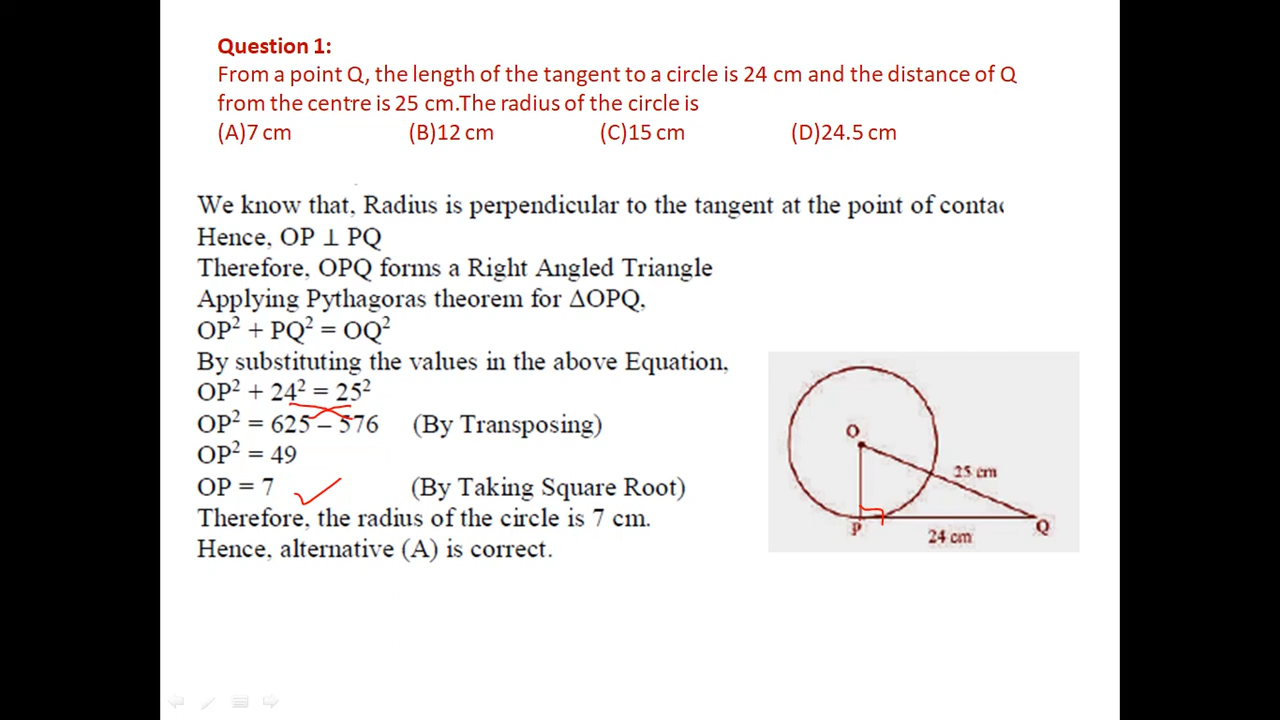 Question 1:
From a point Q, the length of the tangent to a circle is 24 cm and the distance of Q
from the centre is 25 cm.The radius of the circle is
(A)7 cm (B)12 cm (C)15 cm (D)24.5 cm
We know that, Radius is perpendicular to the tangent at the point of contac
Hence, OP ⊥ PQ
Therefore, OPQ forms a Right Angled Triangle
Applying Pythagoras theorem for ΔOPQ,
OP² + PQ² = OQ²
By substituting the values in the above Equation,
OP² + 24² = 25²
OP² = 625 – 576 (By Transposing)
OP² = 49
OP = 7 (By Taking Square Root)
Therefore, the radius of the circle is 7 cm.
Hence, alternative (A) is correct.
O
25 cm
P
Q
24 cm